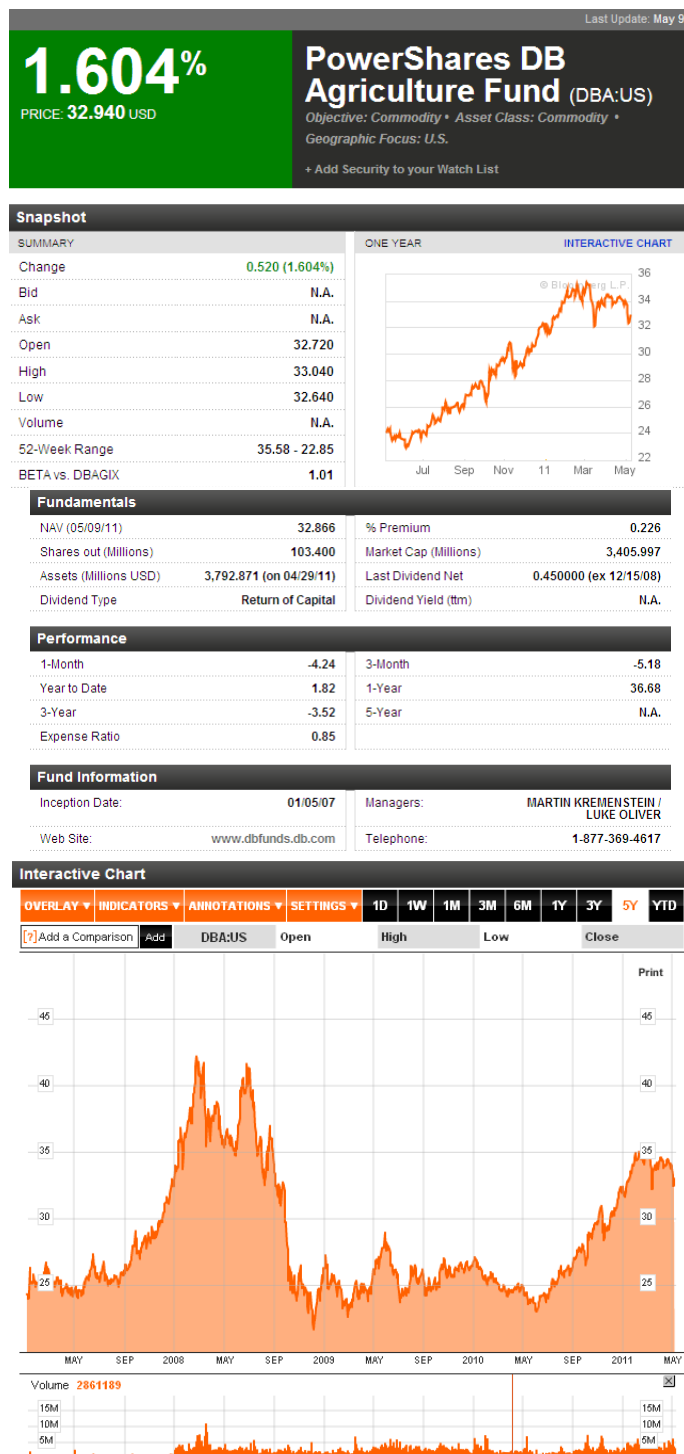 Last Update: May 9
1.604%
PRICE: 32.940 USD
PowerShares DB
Agriculture Fund (DBA:US)
Objective: Commodity • Asset Class: Commodity •
Geographic Focus: U.S.
+ Add Security to your Watch List
Snapshot
SUMMARY
Change 0.520 (1.604%)
Bid N.A.
Ask N.A.
Open 32.720
High 33.040
Low 32.640
Volume N.A.
52-Week Range 35.58 - 22.85
BETA vs. DBAGIX 1.01
ONE YEAR INTERACTIVE CHART
36
34
32
30
28
26
24
22
Jul Sep Nov 11 Mar May
Fundamentals
NAV (05/09/11) 32.866 % Premium 0.226
Shares out (Millions) 103.400 Market Cap (Millions) 3,405.997
Assets (Millions USD) 3,792.871 (on 04/29/11) Last Dividend Net 0.450000 (ex 12/15/08)
Dividend Type Return of Capital Dividend Yield (ttm) N.A.
Performance
1-Month -4.24 3-Month -5.18
Year to Date 1.82 1-Year 36.68
3-Year -3.52 5-Year N.A.
Expense Ratio 0.85
Fund Information
Inception Date: 01/05/07 Managers: MARTIN KREMENSTEIN /
LUKE OLIVER
Web Site: www.dbfunds.db.com Telephone: 1-877-369-4617
Interactive Chart
OVERLAY ▼ INDICATORS ▼ ANNOTATIONS ▼ SETTINGS ▼ 1D 1W 1M 3M 6M 1Y 3Y 5Y YTD
[?] Add a Comparison Add DBA:US Open High Low Close
Print
45 45
40 40
35 35
30 30
25 25
MAY SEP 2008 MAY SEP 2009 MAY SEP 2010 MAY SEP 2011 MAY
Volume 2861189
15M 15M
10M 10M
5M 5M